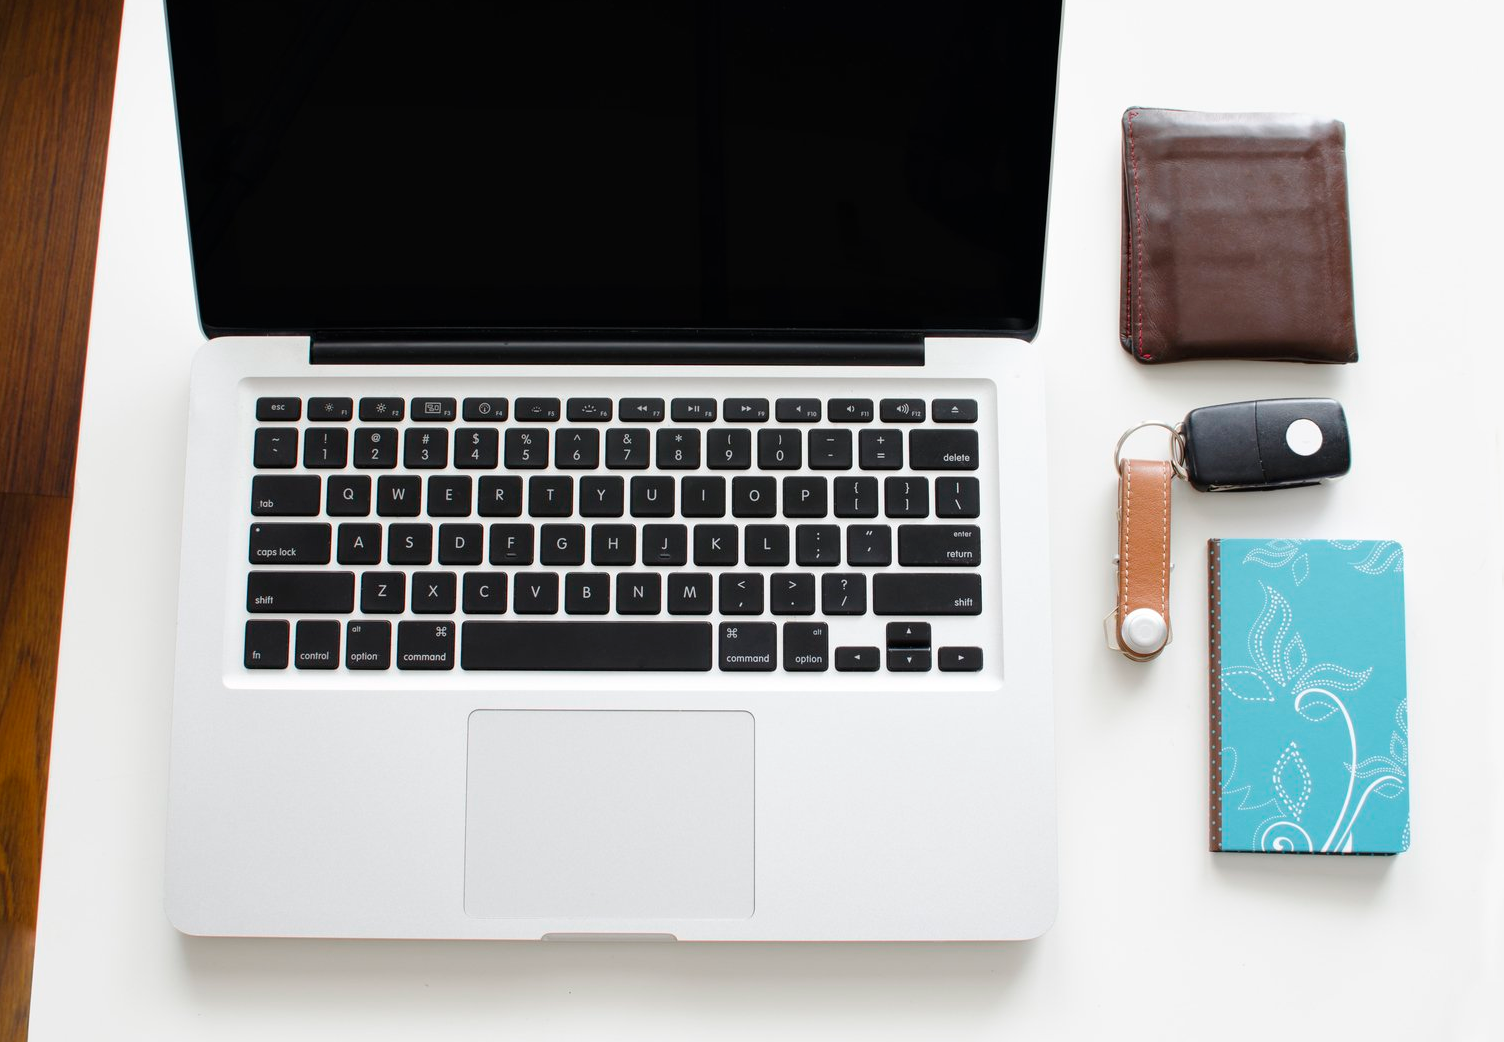 esc F1 F2 F3 F4 F5 F6 F7 F8 F9 F10 F11 F12
~ ! @ # $ % ^ & * ( ) — +
` 1 2 3 4 5 6 7 8 9 0 - = delete
tab Q W E R T Y U I O P { [ } ] | \
caps lock A S D F G H J K L : ; " ' enter return
shift Z X C V B N M < , > . ? / shift
fn control alt option ⌘ command ⌘ command alt option